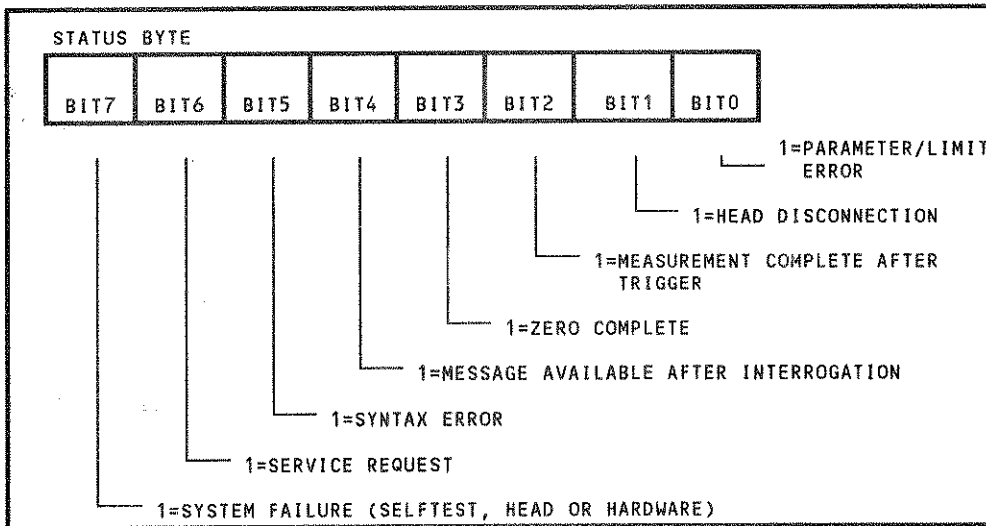 STATUS BYTE
BIT7 BIT6 BIT5 BIT4 BIT3 BIT2 BIT1 BIT0
1=PARAMETER/LIMIT
ERROR
1=HEAD DISCONNECTION
1=MEASUREMENT COMPLETE AFTER
TRIGGER
1=ZERO COMPLETE
1=MESSAGE AVAILABLE AFTER INTERROGATION
1=SYNTAX ERROR
1=SERVICE REQUEST
1=SYSTEM FAILURE (SELFTEST, HEAD OR HARDWARE)